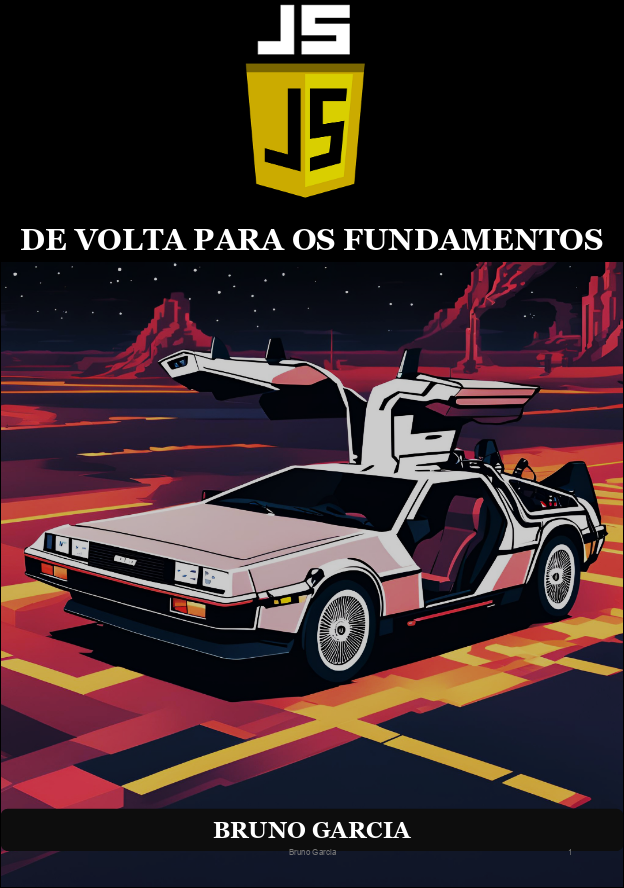 JS
JS
DE VOLTA PARA OS FUNDAMENTOS
BRUNO GARCIA
Bruno Garcia 1